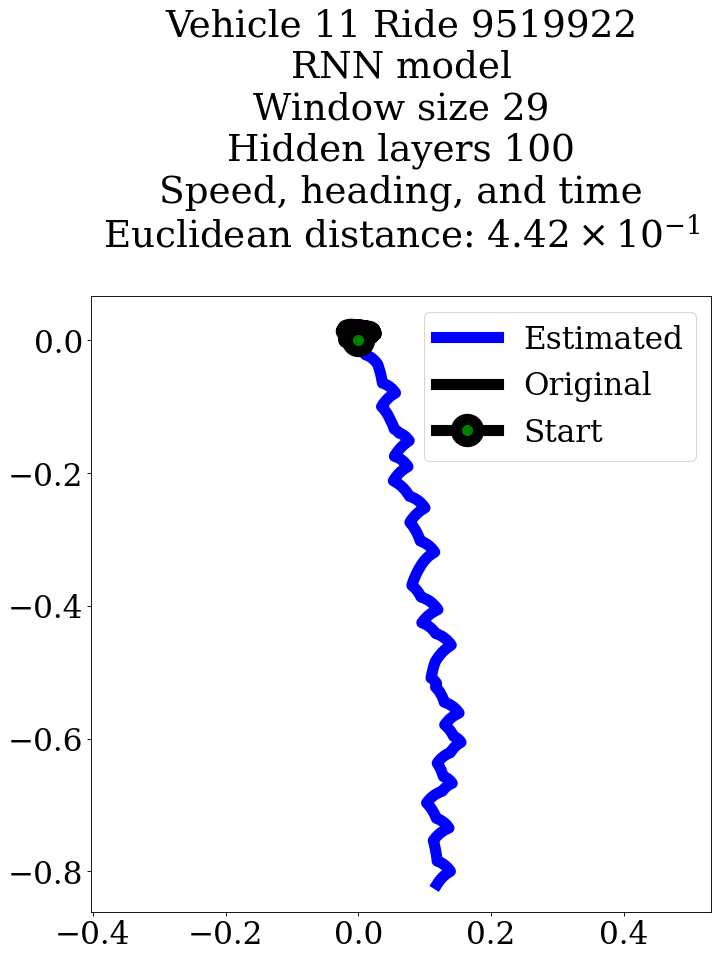 Vehicle 11 Ride 9519922
RNN model
Window size 29
Hidden layers 100
Speed, heading, and time
Euclidean distance: 4.42 × 10⁻¹
Estimated
Original
Start
0.0
−0.2
−0.4
−0.6
−0.8
−0.4 −0.2 0.0 0.2 0.4